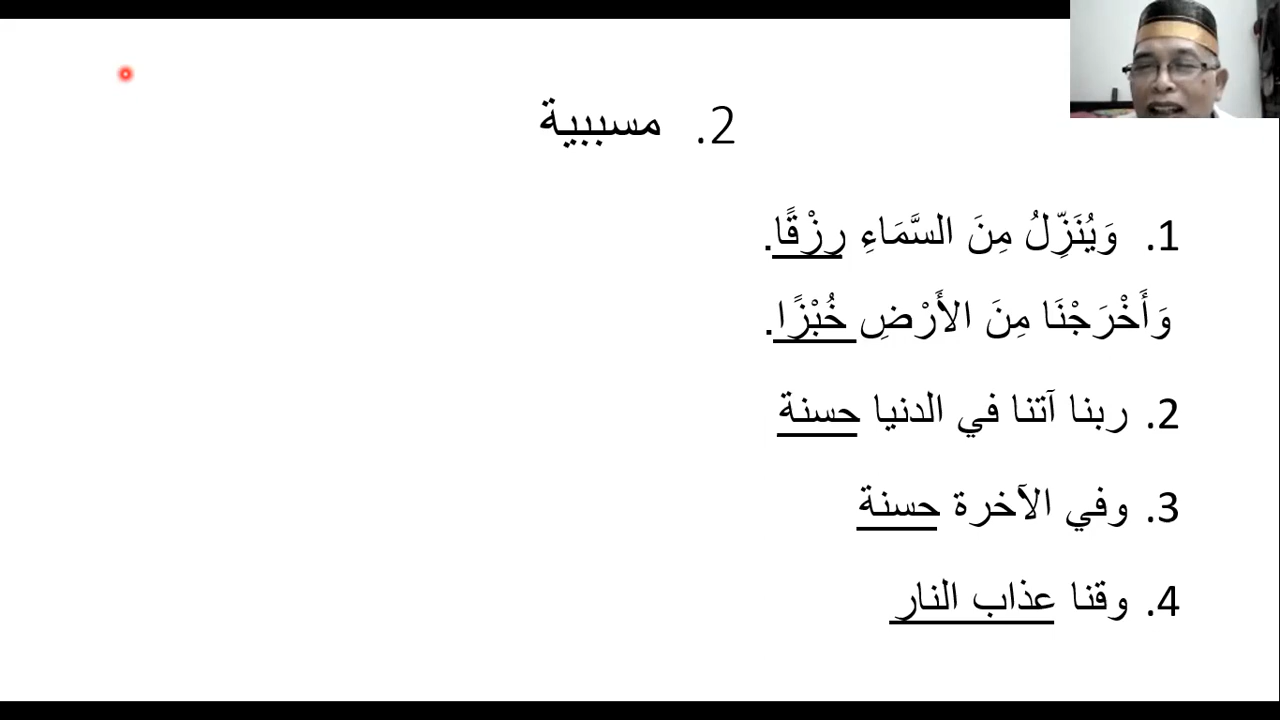 2. مسببية
1. وَيُنَزِّلُ مِنَ السَّمَاءِ رِزْقًا.
وَأَخْرَجْنَا مِنَ الأَرْضِ خُبْزًا.
2. ربنا آتنا في الدنيا حسنة
3. وفي الآخرة حسنة
4. وقنا عذاب النار